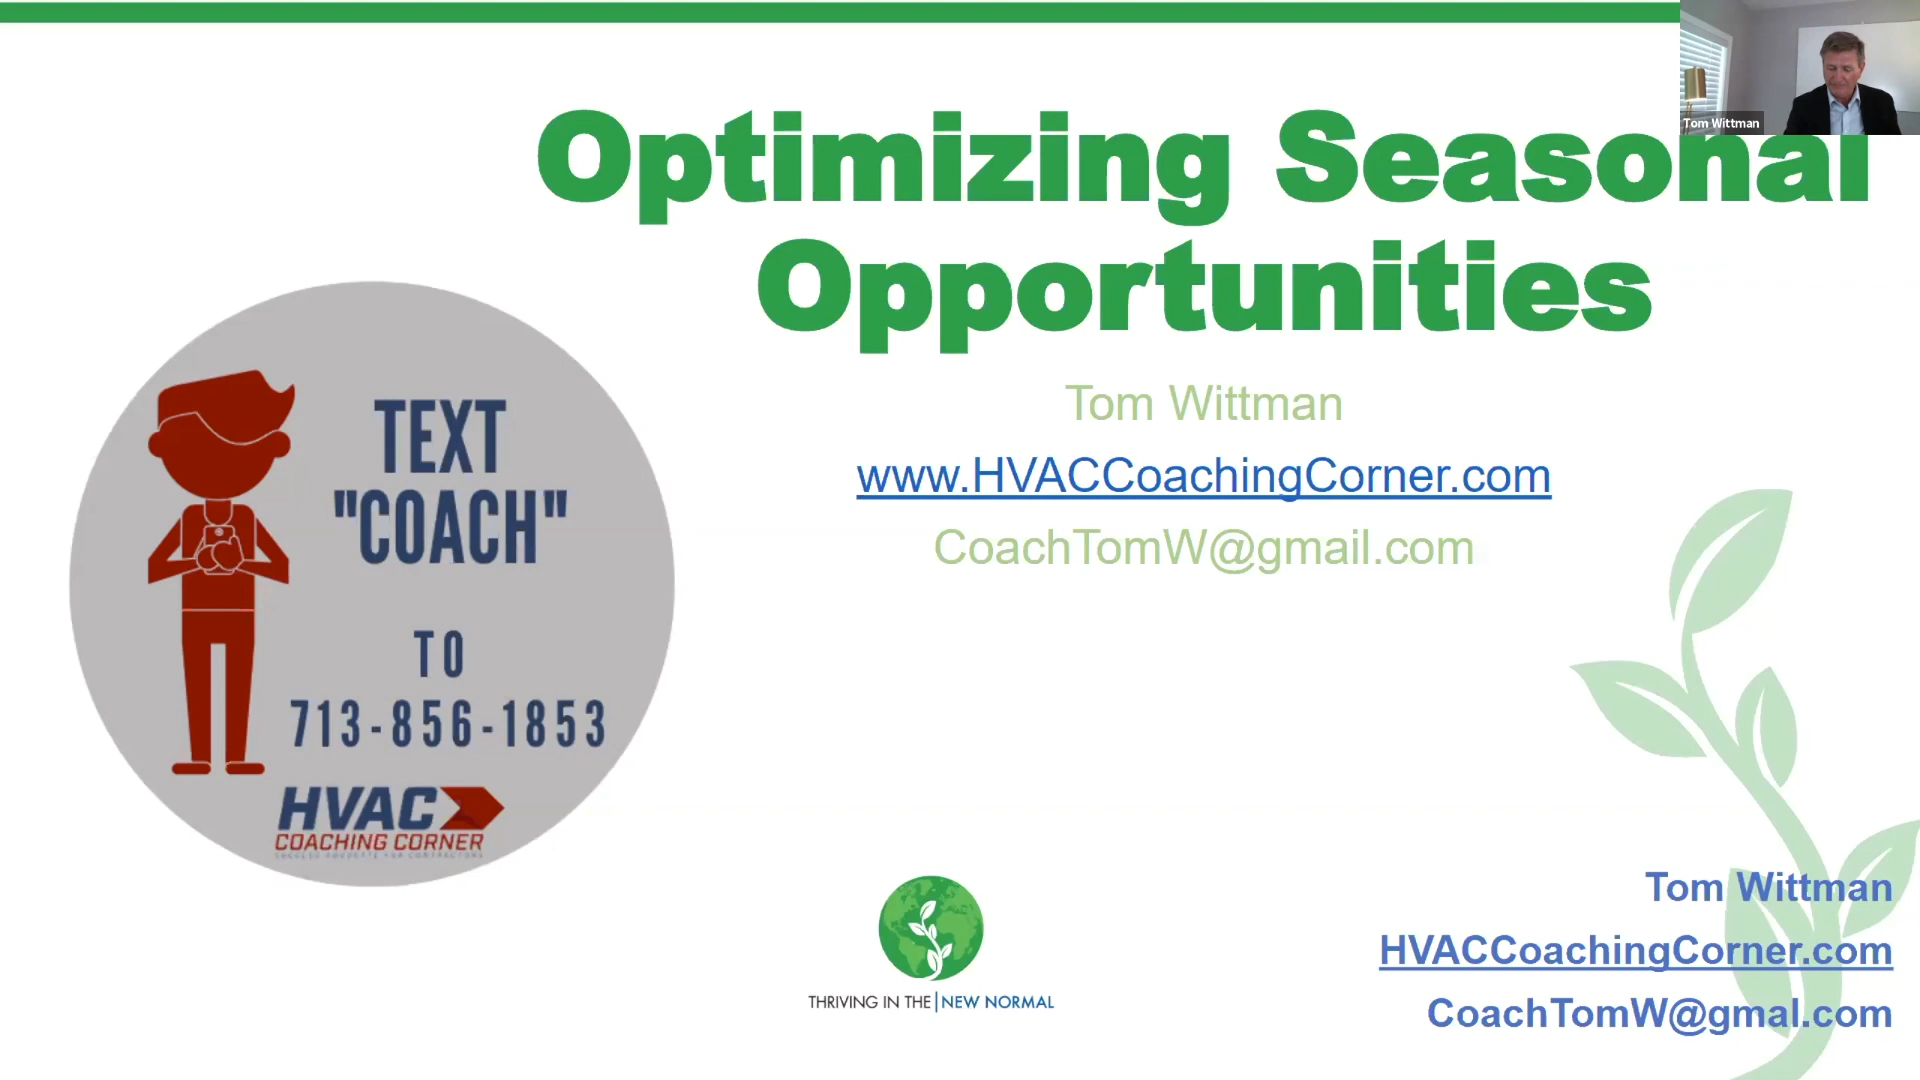 Tom Wittman
Optimizing Seasonal
Opportunities
Tom Wittman
www.HVACCoachingCorner.com
CoachTomW@gmail.com
TEXT
"COACH"
TO
713-856-1853
HVAC
COACHING CORNER
THRIVING IN THE|NEW NORMAL
Tom Wittman
HVACCoachingCorner.com
CoachTomW@gmal.com